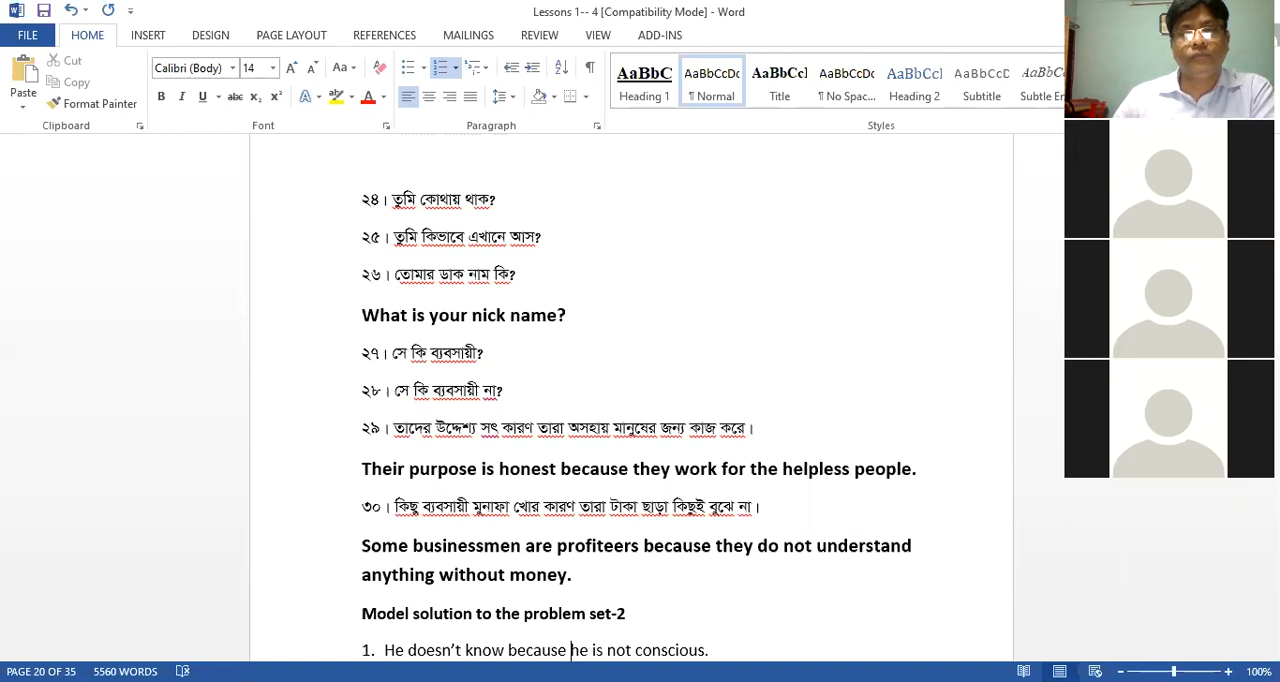 Lessons 1-- 4 [Compatibility Mode] - Word
FILE HOME INSERT DESIGN PAGE LAYOUT REFERENCES MAILINGS REVIEW VIEW ADD-INS
Cut
Copy
Format Painter
Paste
Clipboard
Calibri (Body) 14
Font
Paragraph
AaBbC AaBbCcDc AaBbCc] AaBbCcDc AaBbCc] AaBbCcD AaBbCc
Heading 1 ¶ Normal Title ¶ No Spac... Heading 2 Subtitle Subtle En
Styles
২৪। তুমি কোথায় থাক?
২৫। তুমি কিভাবে এখানে আস?
২৬। তোমার ডাক নাম কি?
What is your nick name?
২৭। সে কি ব্যবসায়ী?
২৮। সে কি ব্যবসায়ী না?
২৯। তাদের উদ্দেশ্য সৎ কারণ তারা অসহায় মানুষের জন্য কাজ করে।
Their purpose is honest because they work for the helpless people.
৩০। কিছু ব্যবসায়ী মুনাফা খোর কারণ তারা টাকা ছাড়া কিছুই বুঝে না।
Some businessmen are profiteers because they do not understand
anything without money.
Model solution to the problem set-2
1. He doesn’t know because he is not conscious.
PAGE 20 OF 35 5560 WORDS 100%